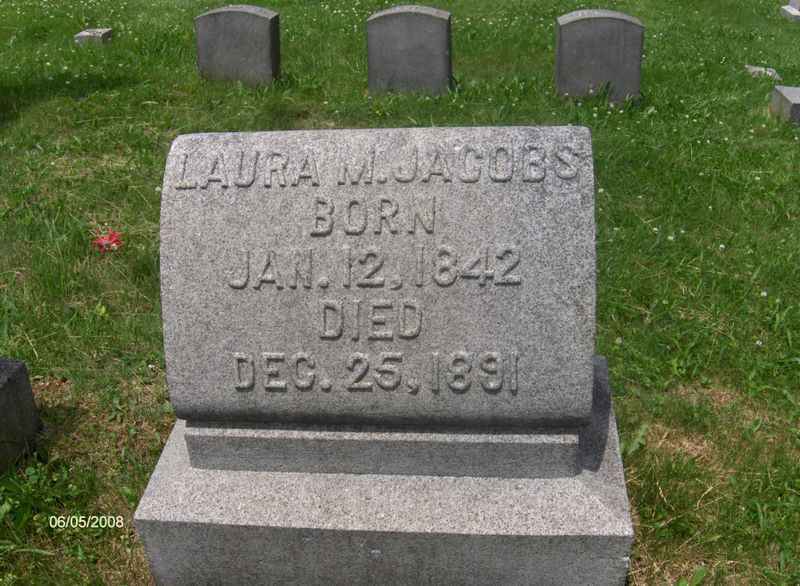 LAURA M. JACOBS
BORN
JAN. 12, 1842
DIED
DEC. 25, 1891
06/05/2008